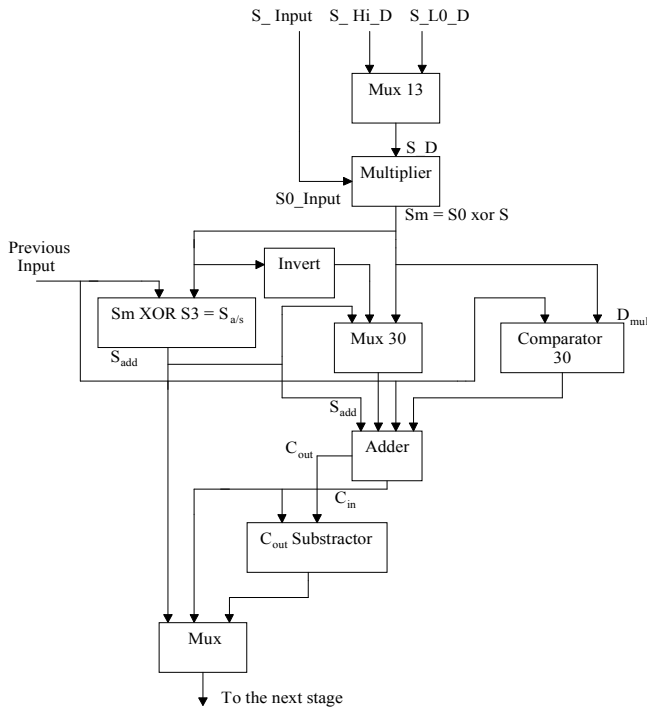 S_ Input S_ Hi_D S_L0_D
Mux 13
S_D
Multiplier
S0_Input
Sm = S0 xor S
Previous
Input
Invert
Sm XOR S3 = Sa/s
Mux 30
Comparator
30
Dmul
Sadd
Sadd
Adder
Cout
Cin
Cout Substractor
Mux
To the next stage